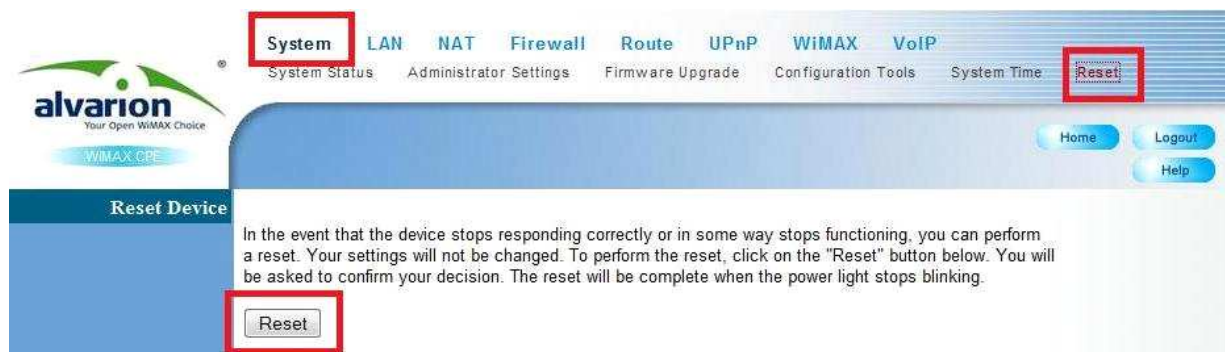 System LAN NAT Firewall Route UPnP WiMAX VoIP
System Status Administrator Settings Firmware Upgrade Configuration Tools System Time Reset
®
alvarion
Your Open WiMAX Choice
WiMAX CPE
Home Logout
Help
Reset Device
In the event that the device stops responding correctly or in some way stops functioning, you can perform
a reset. Your settings will not be changed. To perform the reset, click on the "Reset" button below. You will
be asked to confirm your decision. The reset will be complete when the power light stops blinking.
Reset